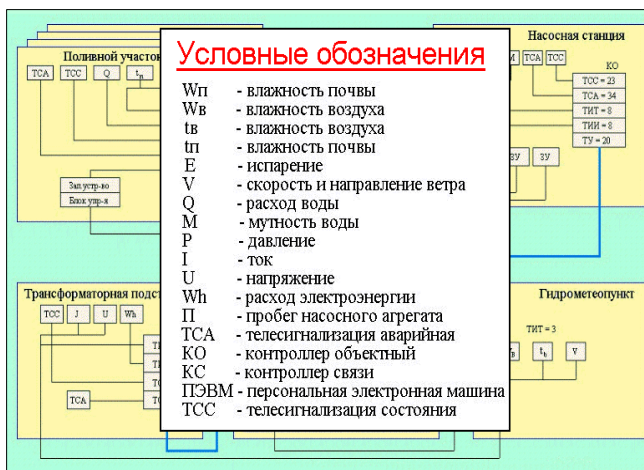 Поливной участок
ТСА
ТСС
Q
tп
Зап.устр-во
Блок упр-я
Условные обозначения
Wп - влажность почвы
Wв - влажность воздуха
tв - влажность воздуха
tп - влажность почвы
E - испарение
V - скорость и направление ветра
Q - расход воды
М - мутность воды
Р - давление
I - ток
U - напряжение
Wh - расход электроэнергии
П - пробег насосного агрегата
ТСА - телесигнализация аварийная
КО - контроллер объектный
КС - контроллер связи
ПЭВМ - персональная электронная машина
ТСС - телесигнализация состояния
Насосная станция
М
ТСА
ТСС
КО
ТСС = 23
ТСА = 34
ТИТ = 8
ТИИ = 8
ТУ = 20
ЗУ
ЗУ
Трансформаторная подст
ТСС
J
U
Wh
ТСА
Гидрометеопункт
ТИТ = 3
V